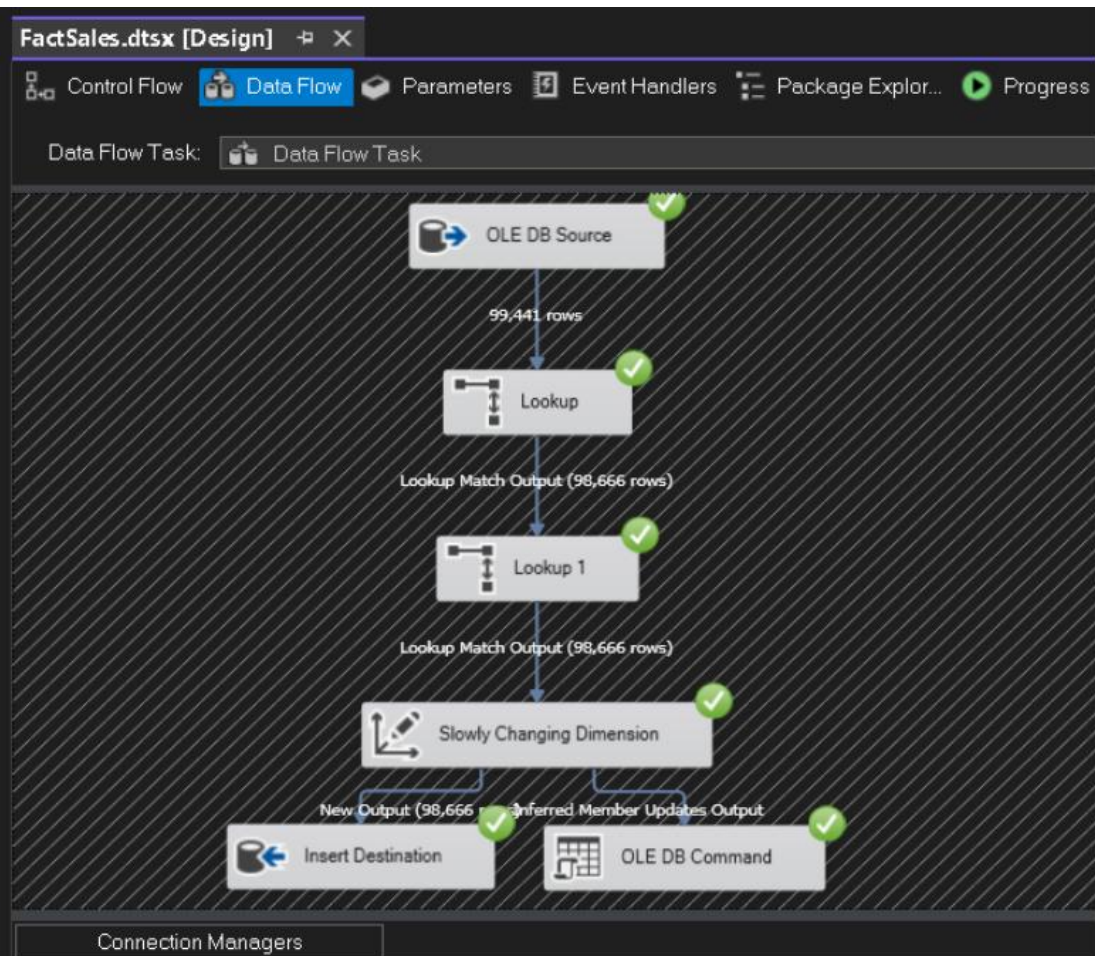 FactSales.dtsx [Design]
Control Flow Data Flow Parameters Event Handlers Package Explor... Progress
Data Flow Task: Data Flow Task
OLE DB Source
99,441 rows
Lookup
Lookup Match Output (98,666 rows)
Lookup 1
Lookup Match Output (98,666 rows)
Slowly Changing Dimension
New Output (98,666 Inferred Member Updates Output
Insert Destination OLE DB Command
Connection Managers